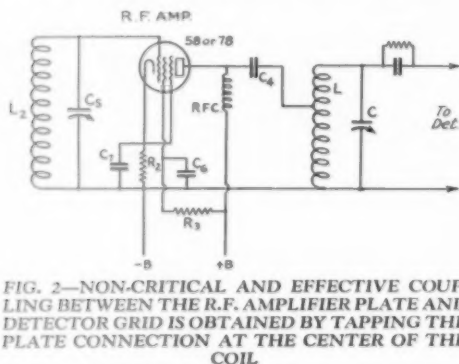 R.F. AMP.
58 or 78
L2
C5
C4
RFC
L
C
To
Det.
C7
R2
C6
R3
-B
+B
FIG. 2—NON-CRITICAL AND EFFECTIVE COUP
LING BETWEEN THE R.F. AMPLIFIER PLATE AND
DETECTOR GRID IS OBTAINED BY TAPPING THE
PLATE CONNECTION AT THE CENTER OF THE
COIL